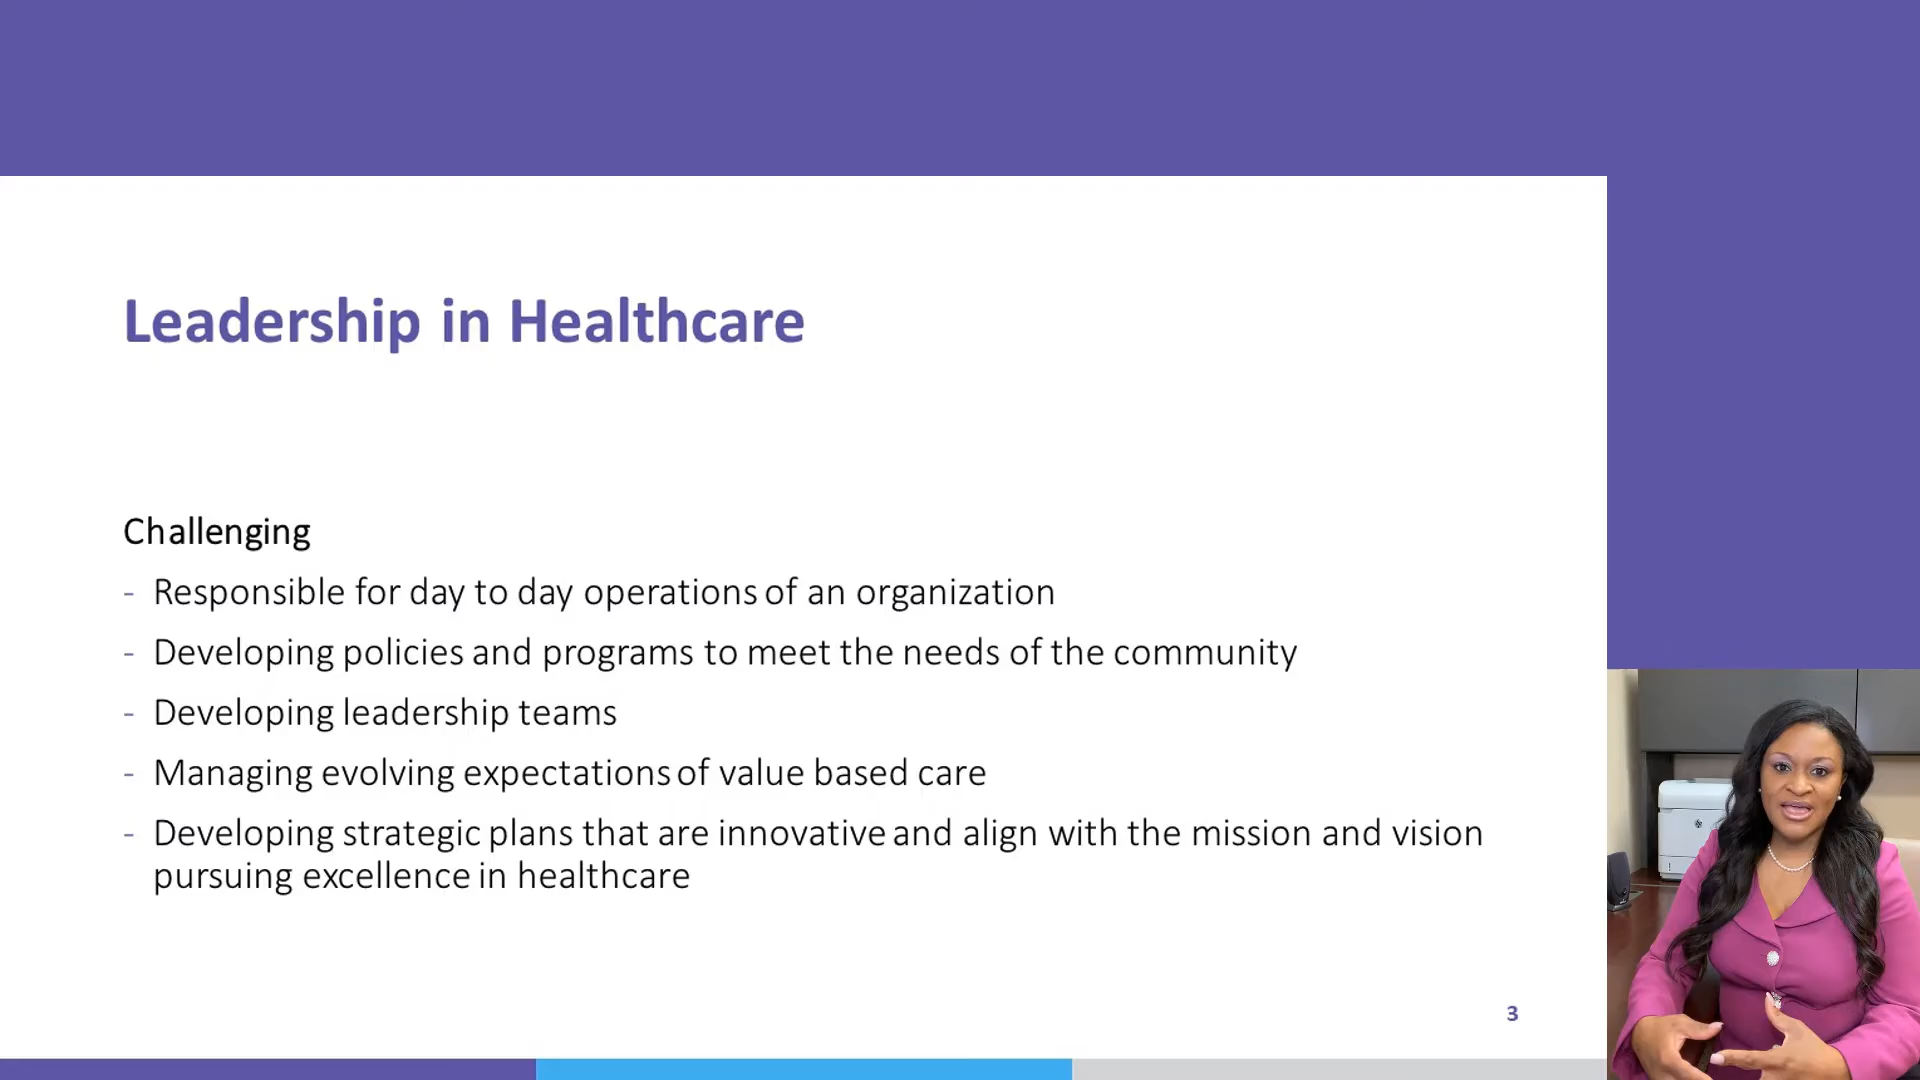 Leadership in Healthcare
Challenging
- Responsible for day to day operations of an organization
- Developing policies and programs to meet the needs of the community
- Developing leadership teams
- Managing evolving expectations of value based care
- Developing strategic plans that are innovative and align with the mission and vision
pursuing excellence in healthcare
3